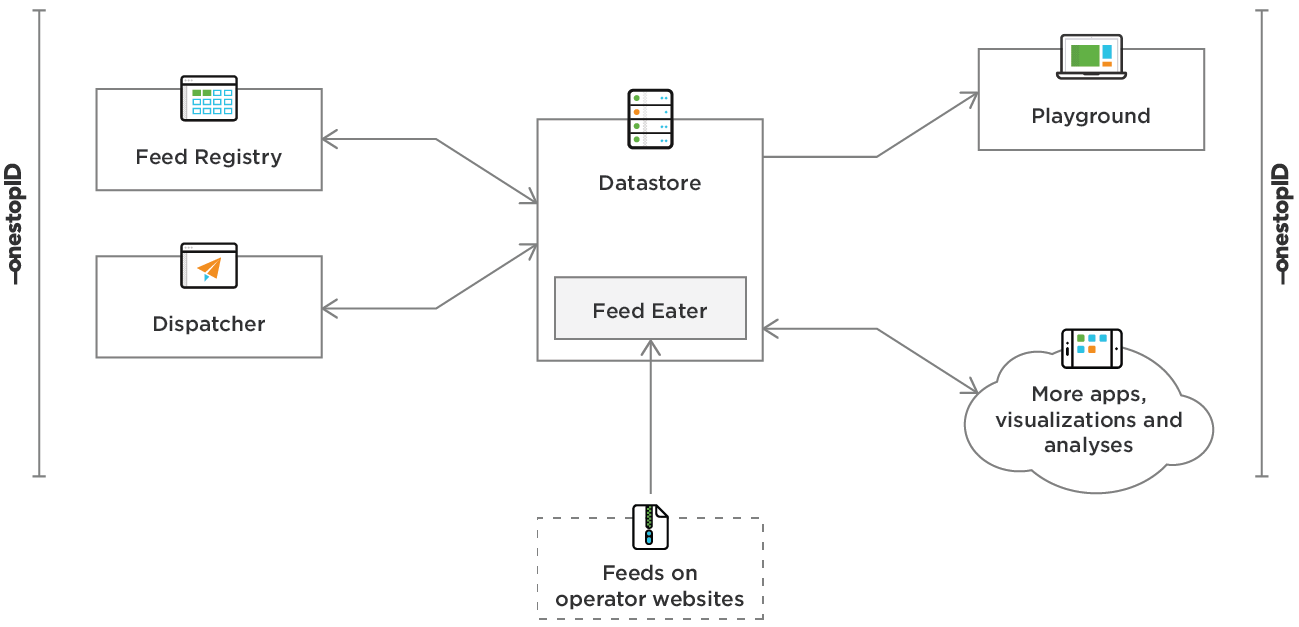 onestopID
Feed Registry
Dispatcher
Datastore
Feed Eater
Feeds on
operator websites
Playground
More apps,
visualizations and
analyses
onestopID